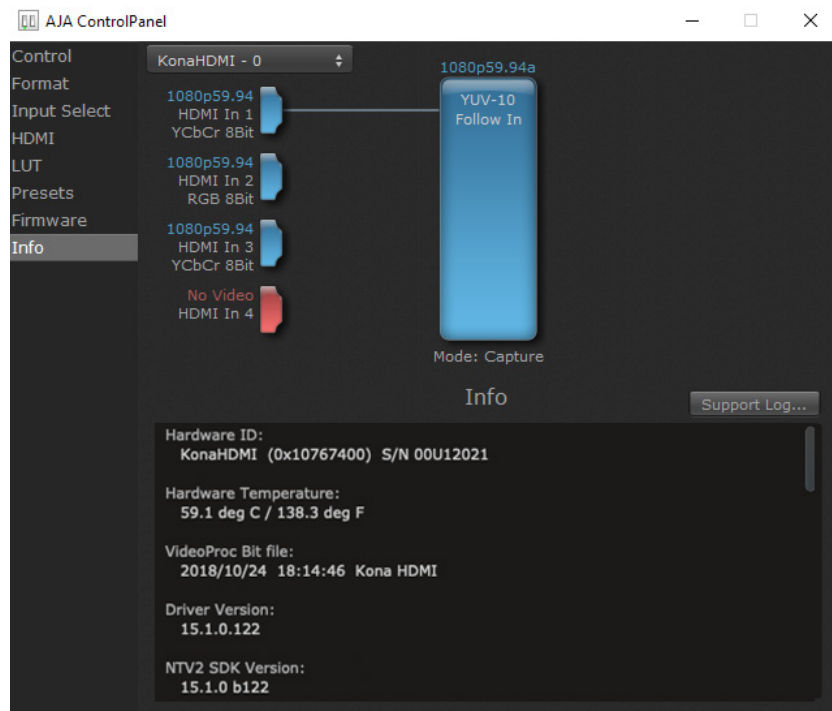 AJA ControlPanel
Control
Format
Input Select
HDMI
LUT
Presets
Firmware
Info
KonaHDMI - 0
1080p59.94
HDMI In 1
YCbCr 8Bit
1080p59.94
HDMI In 2
RGB 8Bit
1080p59.94
HDMI In 3
YCbCr 8Bit
No Video
HDMI In 4
1080p59.94a
YUV-10
Follow In
Mode: Capture
Info
Support Log...
Hardware ID:
KonaHDMI (0x10767400) S/N 00U12021
Hardware Temperature:
59.1 deg C / 138.3 deg F
VideoProc Bit file:
2018/10/24 18:14:46 Kona HDMI
Driver Version:
15.1.0.122
NTV2 SDK Version:
15.1.0 b122